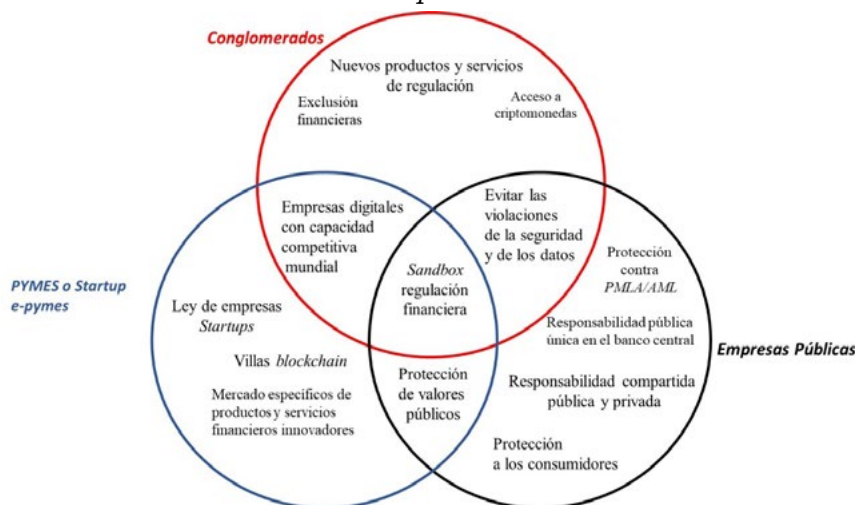 Conglomerados
Nuevos productos y servicios
de regulación
Exclusión
financieras
Acceso a
criptomonedas
Empresas digitales
con capacidad
competitiva
mundial
Evitar las
violaciones
de la seguridad
y de los datos
Sandbox
regulación
financiera
Protección
contra
PMLA/AML
PYMES o Startup
e-pymes
Ley de empresas
Startups
Villas blockchain
Mercado especificos de
productos y servicios
financieros innovadores
Protección
de valores
públicos
Responsabilidad pública
única en el banco central
Empresas Públicas
Responsabilidad compartida
pública y privada
Protección
a los consumidores